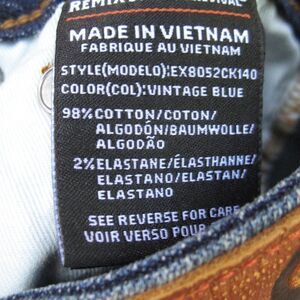 REMIX
MADE IN VIETNAM
FABRIQUE AU VIETNAM
STYLE(MODELO):EX8052CK140
COLOR(COL):VINTAGE BLUE
98%COTTON/COTON/
ALGODÓN/BAUMWOLLE/
ALGODÃO
2%ELASTANE/ÉLASTHANNE/
ELASTANO/ELASTAN/
ELASTANO
SEE REVERSE FOR CARE
VOIR VERSO POUR